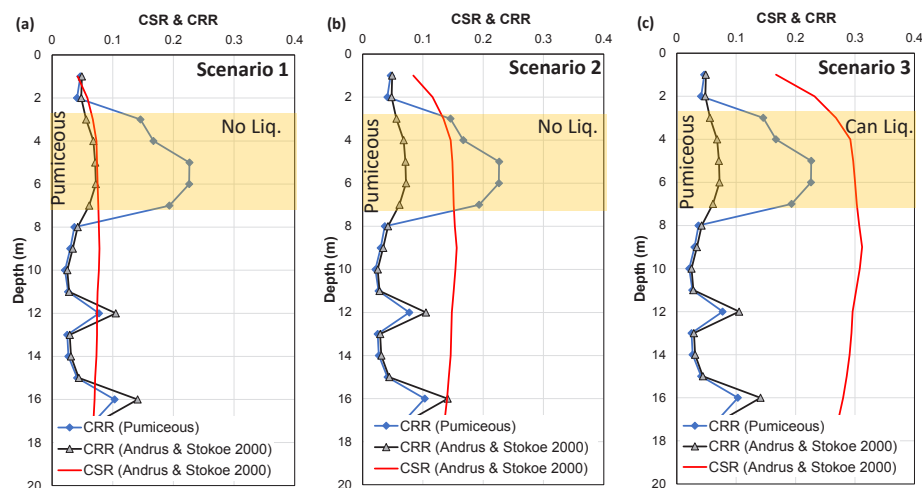 (a)
CSR & CRR
0 0.1 0.2 0.3 0.4
Scenario 1
No Liq.
Pumiceous
Depth (m)
0
2
4
6
8
10
12
14
16
18
20
CRR (Pumiceous)
CRR (Andrus & Stokoe 2000)
CSR (Andrus & Stokoe 2000)
(b)
CSR & CRR
0 0.1 0.2 0.3 0.4
Scenario 2
No Liq.
Pumiceous
Depth (m)
0
2
4
6
8
10
12
14
16
18
20
CRR (Pumiceous)
CRR (Andrus & Stokoe 2000)
CSR (Andrus & Stokoe 2000)
(c)
CSR & CRR
0 0.1 0.2 0.3 0.4
Scenario 3
Can Liq.
Pumiceous
Depth (m)
0
2
4
6
8
10
12
14
16
18
20
CRR (Pumiceous)
CRR (Andrus & Stokoe 2000)
CSR (Andrus & Stokoe 2000)